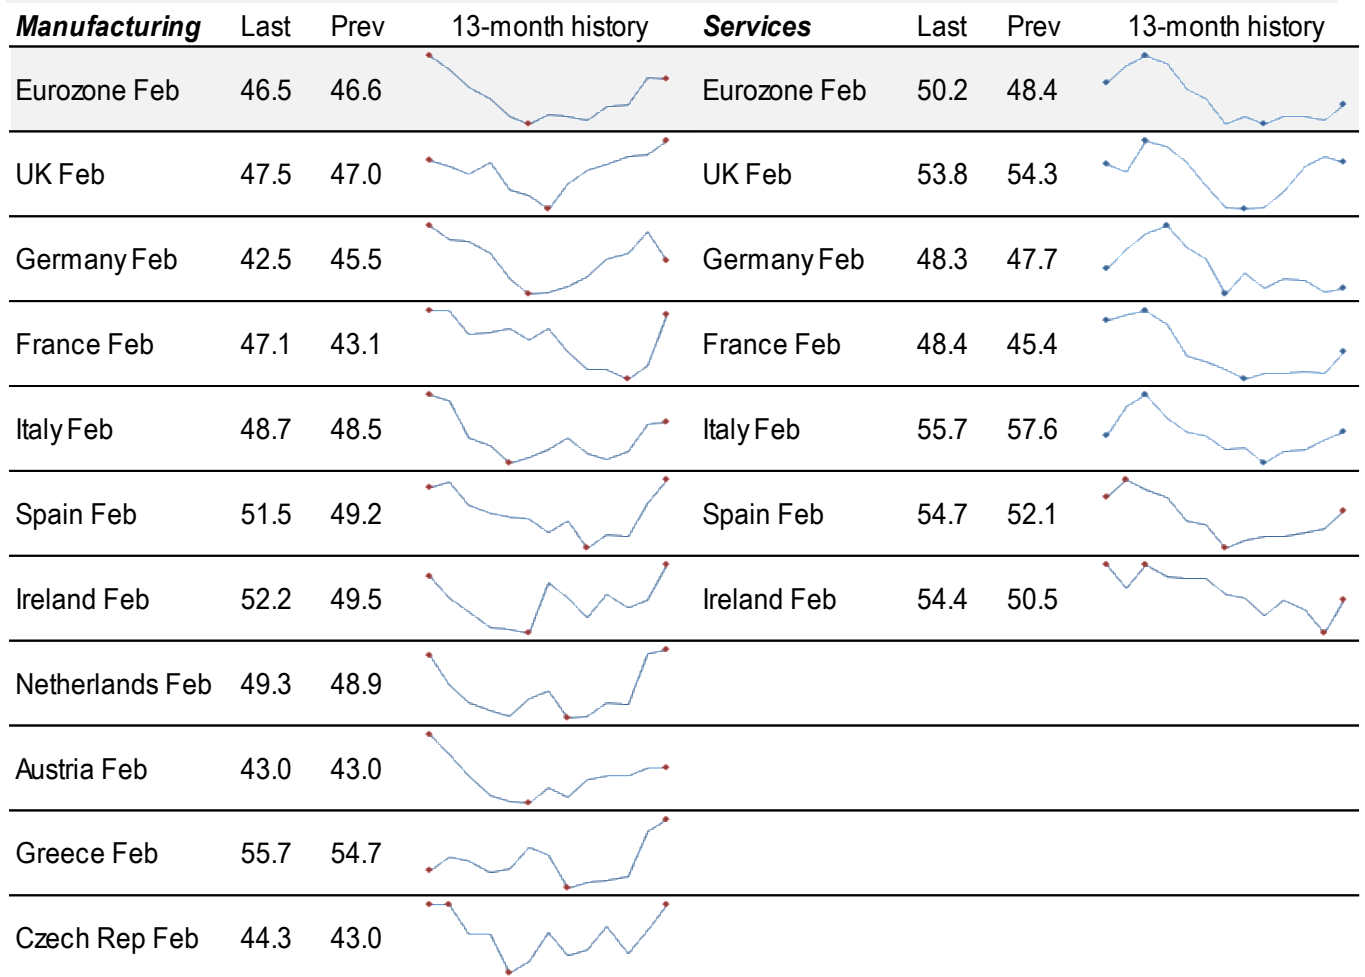 Manufacturing Last Prev 13-month history Services Last Prev 13-month history
Eurozone Feb 46.5 46.6 Eurozone Feb 50.2 48.4
UK Feb 47.5 47.0 UK Feb 53.8 54.3
Germany Feb 42.5 45.5 Germany Feb 48.3 47.7
France Feb 47.1 43.1 France Feb 48.4 45.4
Italy Feb 48.7 48.5 Italy Feb 55.7 57.6
Spain Feb 51.5 49.2 Spain Feb 54.7 52.1
Ireland Feb 52.2 49.5 Ireland Feb 54.4 50.5
Netherlands Feb 49.3 48.9
Austria Feb 43.0 43.0
Greece Feb 55.7 54.7
Czech Rep Feb 44.3 43.0